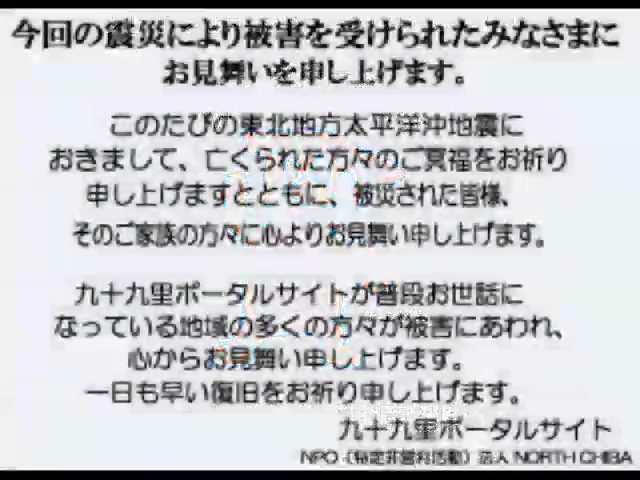 今回の震災により被害を受けられたみなさまに
お見舞いを申し上げます。
このたびの東北地方太平洋沖地震に
おきまして、亡くられた方々のご冥福をお祈り
申し上げますとともに、被災された皆様、
そのご家族の方々に心よりお見舞い申し上げます。
九十九里ポータルサイトが普段お世話に
なっている地域の多くの方々が被害にあわれ、
心からお見舞い申し上げます。
一日も早い復旧をお祈り申し上げます。
九十九里ポータルサイト
NPO（特定非営利活動）法人 NORTH CHIBA